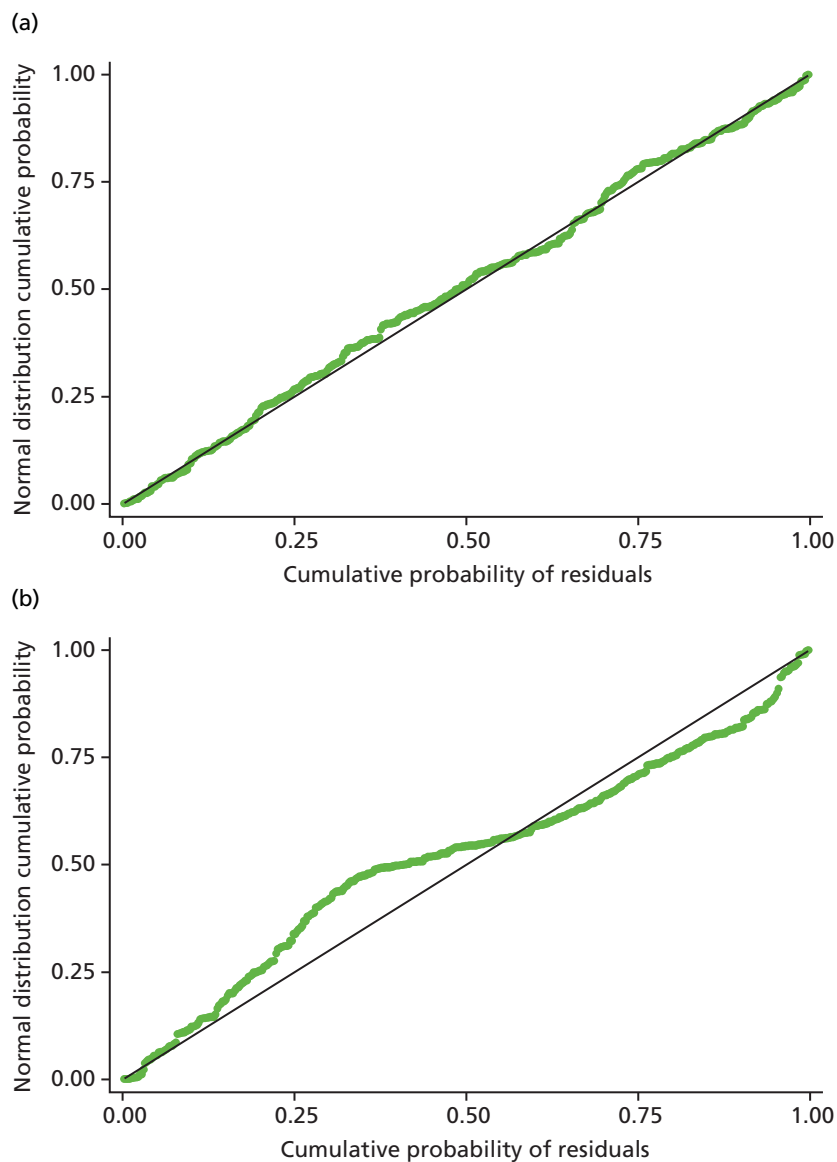 (a)
Normal distribution cumulative probability
1.00
0.75
0.50
0.25
0.00
0.00 0.25 0.50 0.75 1.00
Cumulative probability of residuals
(b)
Normal distribution cumulative probability
1.00
0.75
0.50
0.25
0.00
0.00 0.25 0.50 0.75 1.00
Cumulative probability of residuals